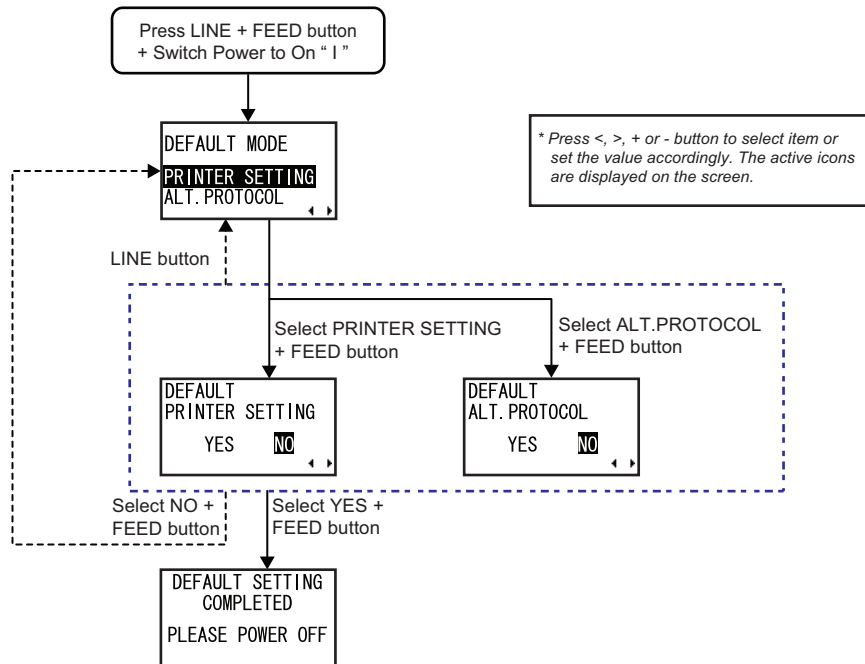 Press LINE + FEED button
+ Switch Power to On “ I ”
DEFAULT MODE
PRINTER SETTING
ALT.PROTOCOL
* Press <, >, + or - button to select item or
set the value accordingly. The active icons
are displayed on the screen.
LINE button
Select PRINTER SETTING
+ FEED button
Select ALT.PROTOCOL
+ FEED button
DEFAULT
PRINTER SETTING
YES NO
DEFAULT
ALT.PROTOCOL
YES NO
Select NO +
FEED button
Select YES +
FEED button
DEFAULT SETTING
COMPLETED
PLEASE POWER OFF